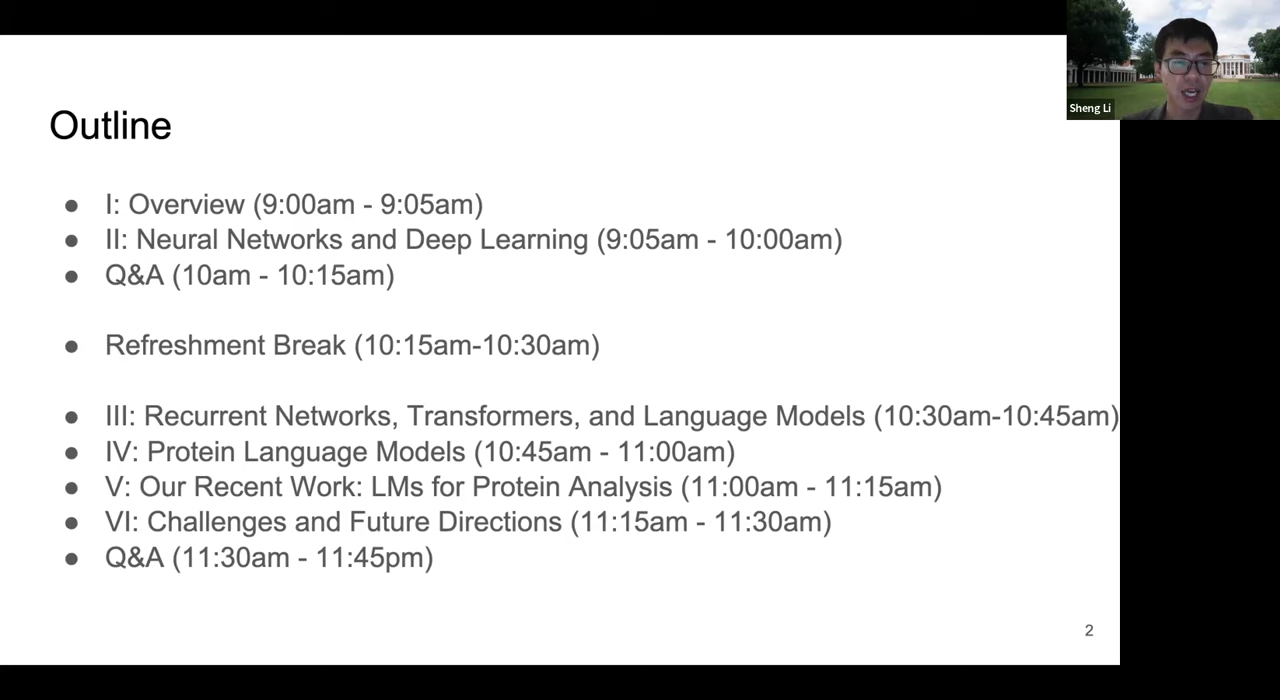 Sheng Li
Outline
● I: Overview (9:00am - 9:05am)
● II: Neural Networks and Deep Learning (9:05am - 10:00am)
● Q&A (10am - 10:15am)
● Refreshment Break (10:15am-10:30am)
● III: Recurrent Networks, Transformers, and Language Models (10:30am-10:45am)
● IV: Protein Language Models (10:45am - 11:00am)
● V: Our Recent Work: LMs for Protein Analysis (11:00am - 11:15am)
● VI: Challenges and Future Directions (11:15am - 11:30am)
● Q&A (11:30am - 11:45pm)
2